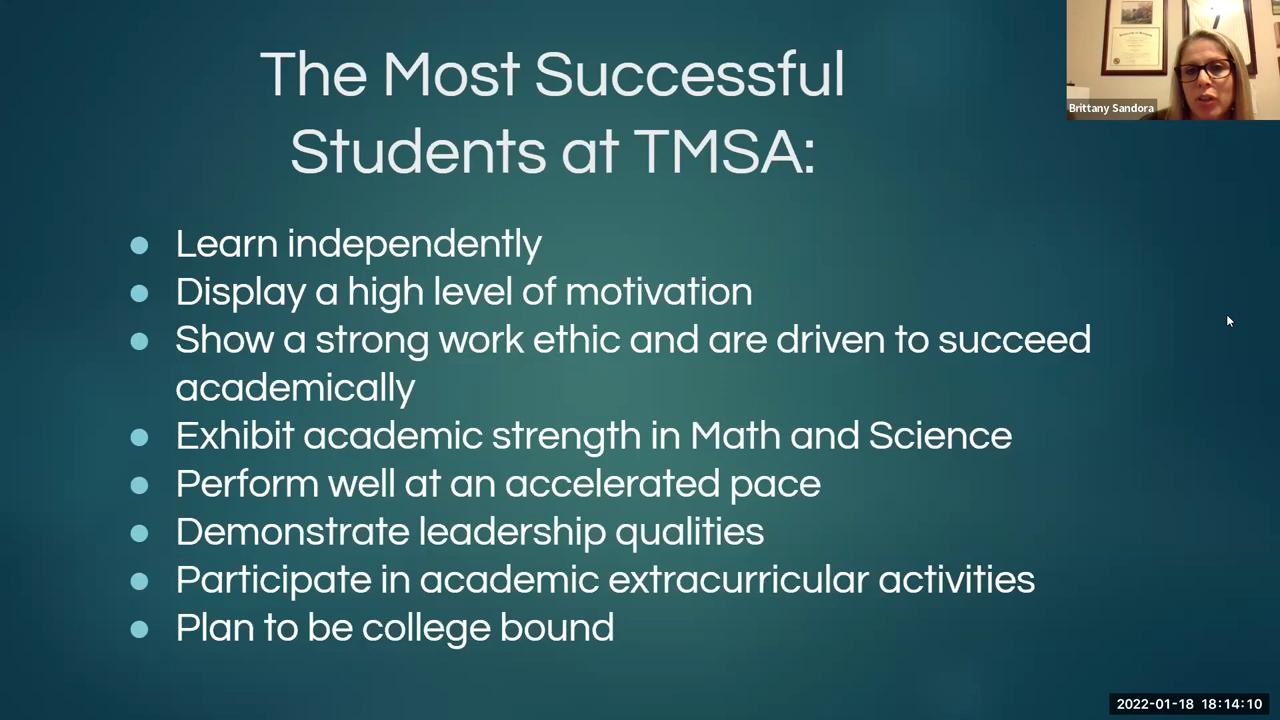 The Most Successful
Students at TMSA:
Brittany Sandora
Learn independently
Display a high level of motivation
Show a strong work ethic and are driven to succeed
academically
Exhibit academic strength in Math and Science
Perform well at an accelerated pace
Demonstrate leadership qualities
Participate in academic extracurricular activities
Plan to be college bound
2022-01-18 18:14:10